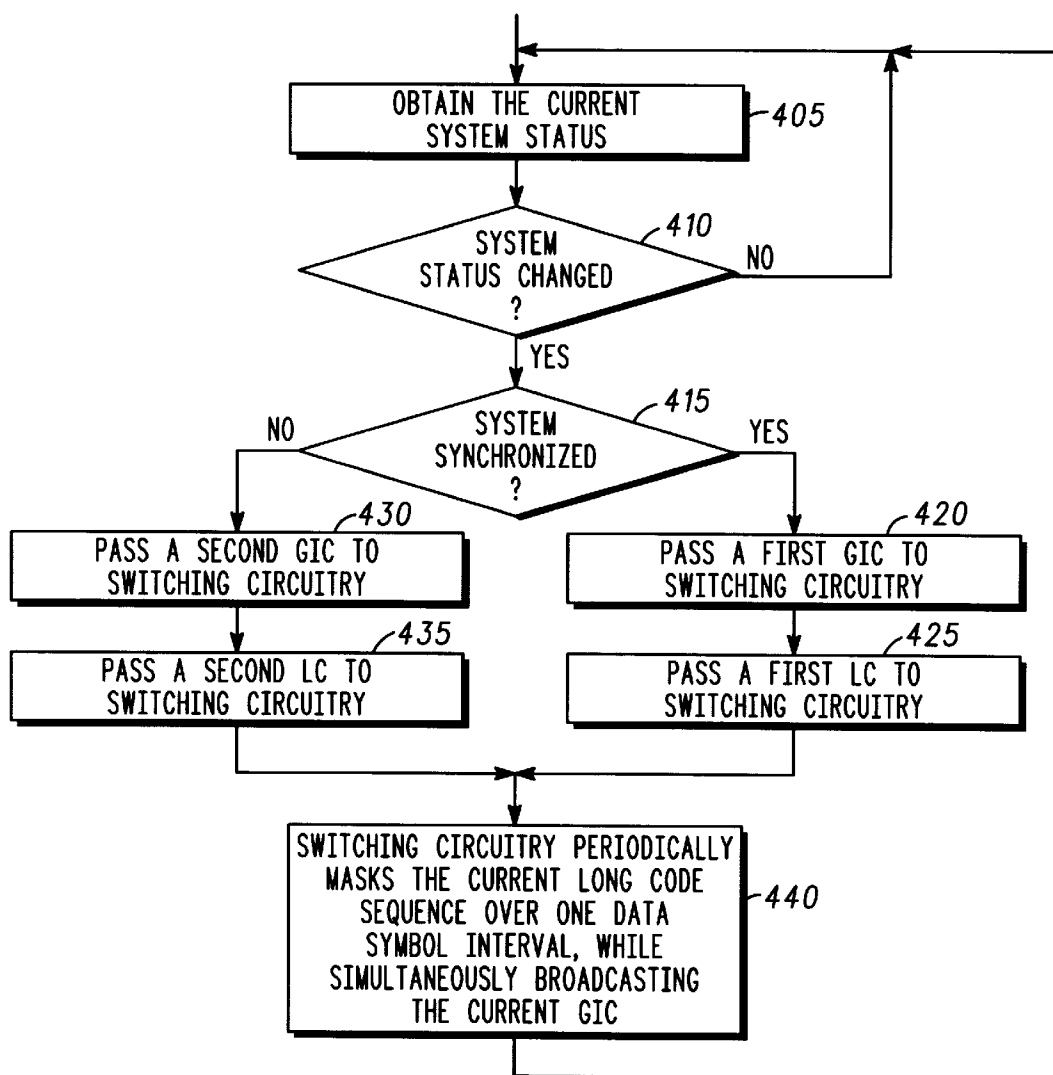 OBTAIN THE CURRENT
SYSTEM STATUS
405
SYSTEM
STATUS CHANGED
?
410
NO
YES
SYSTEM
SYNCHRONIZED
?
415
NO
YES
430
PASS A SECOND GIC TO
SWITCHING CIRCUITRY
420
PASS A FIRST GIC TO
SWITCHING CIRCUITRY
435
PASS A SECOND LC TO
SWITCHING CIRCUITRY
425
PASS A FIRST LC TO
SWITCHING CIRCUITRY
SWITCHING CIRCUITRY PERIODICALLY
MASKS THE CURRENT LONG CODE
SEQUENCE OVER ONE DATA
SYMBOL INTERVAL, WHILE
SIMULTANEOUSLY BROADCASTING
THE CURRENT GIC
440